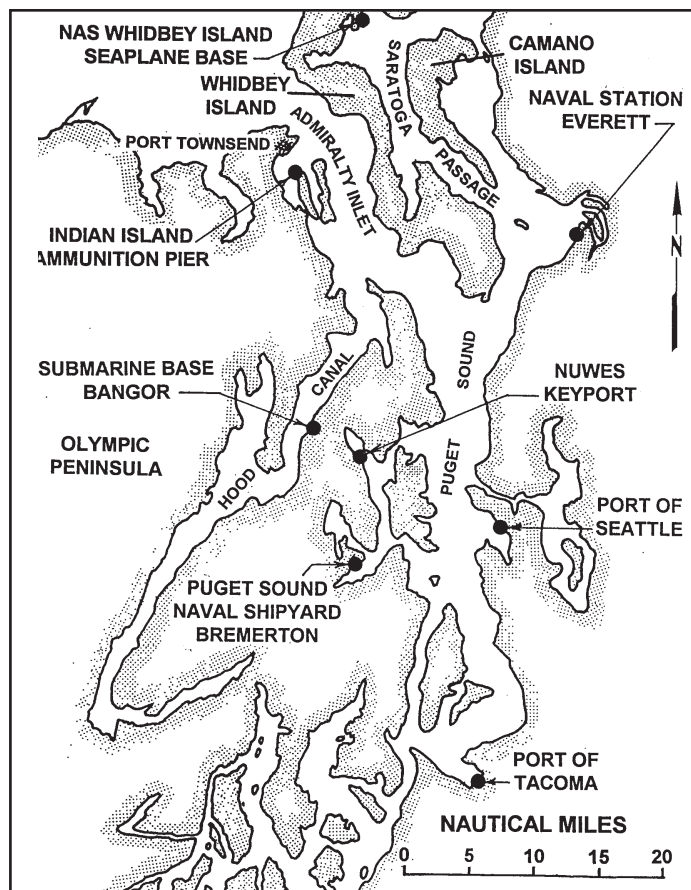 NAS WHIDBEY ISLAND
SEAPLANE BASE
SARATOGA
PASSAGE
CAMANO
ISLAND
WHIDBEY
ISLAND
NAVAL STATION
EVERETT
ADMIRALTY INLET
PORT TOWNSEND
INDIAN ISLAND
AMMUNITION PIER
N
SUBMARINE BASE
BANGOR
CANAL
HOOD
PUGET
SOUND
NUWES
KEYPORT
OLYMPIC
PENINSULA
PORT OF
SEATTLE
PUGET SOUND
NAVAL SHIPYARD
BREMERTON
PORT OF
TACOMA
NAUTICAL MILES
0 5 10 15 20